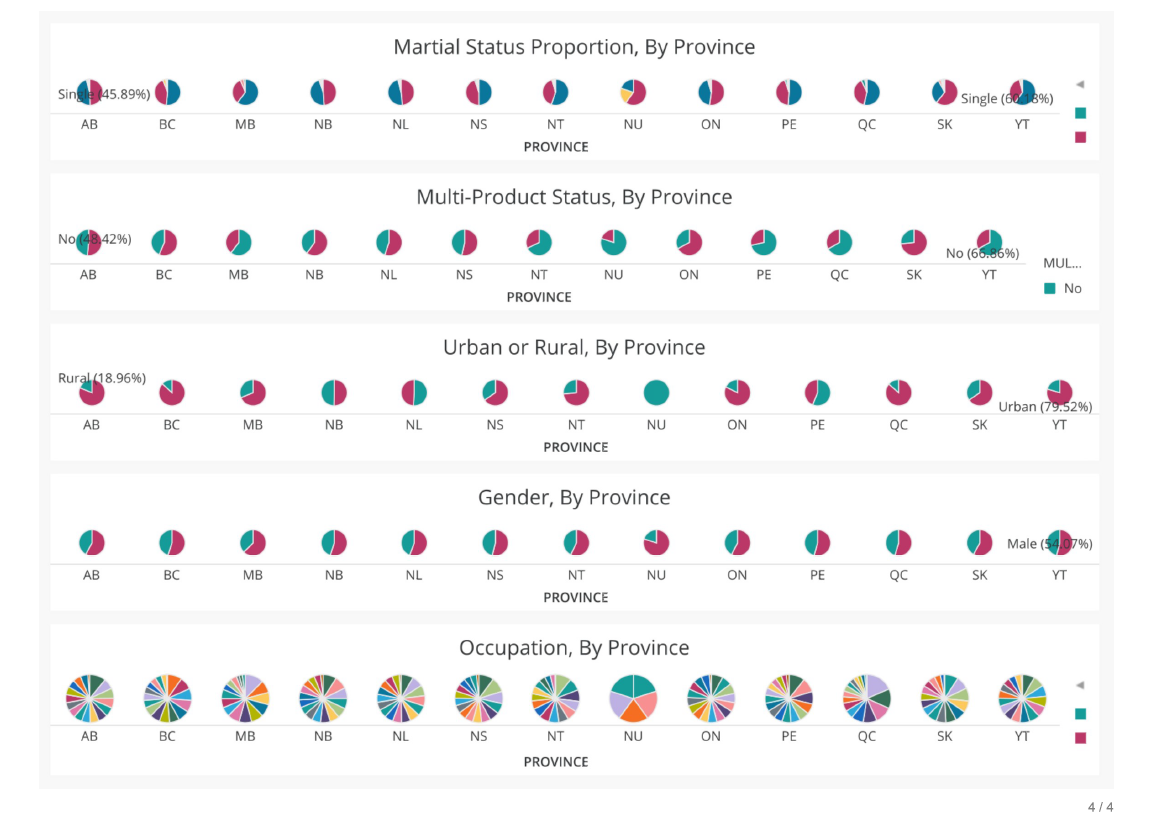 Martial Status Proportion, By Province
Single (45.89%)
Single (60.18%)
AB BC MB NB NL NS NT NU ON PE QC SK YT
PROVINCE
Multi-Product Status, By Province
No (48.42%)
No (66.86%)
AB BC MB NB NL NS NT NU ON PE QC SK YT
MUL...
No
PROVINCE
Urban or Rural, By Province
Rural (18.96%)
Urban (79.52%)
AB BC MB NB NL NS NT NU ON PE QC SK YT
PROVINCE
Gender, By Province
Male (54.07%)
AB BC MB NB NL NS NT NU ON PE QC SK YT
PROVINCE
Occupation, By Province
AB BC MB NB NL NS NT NU ON PE QC SK YT
PROVINCE
4 / 4